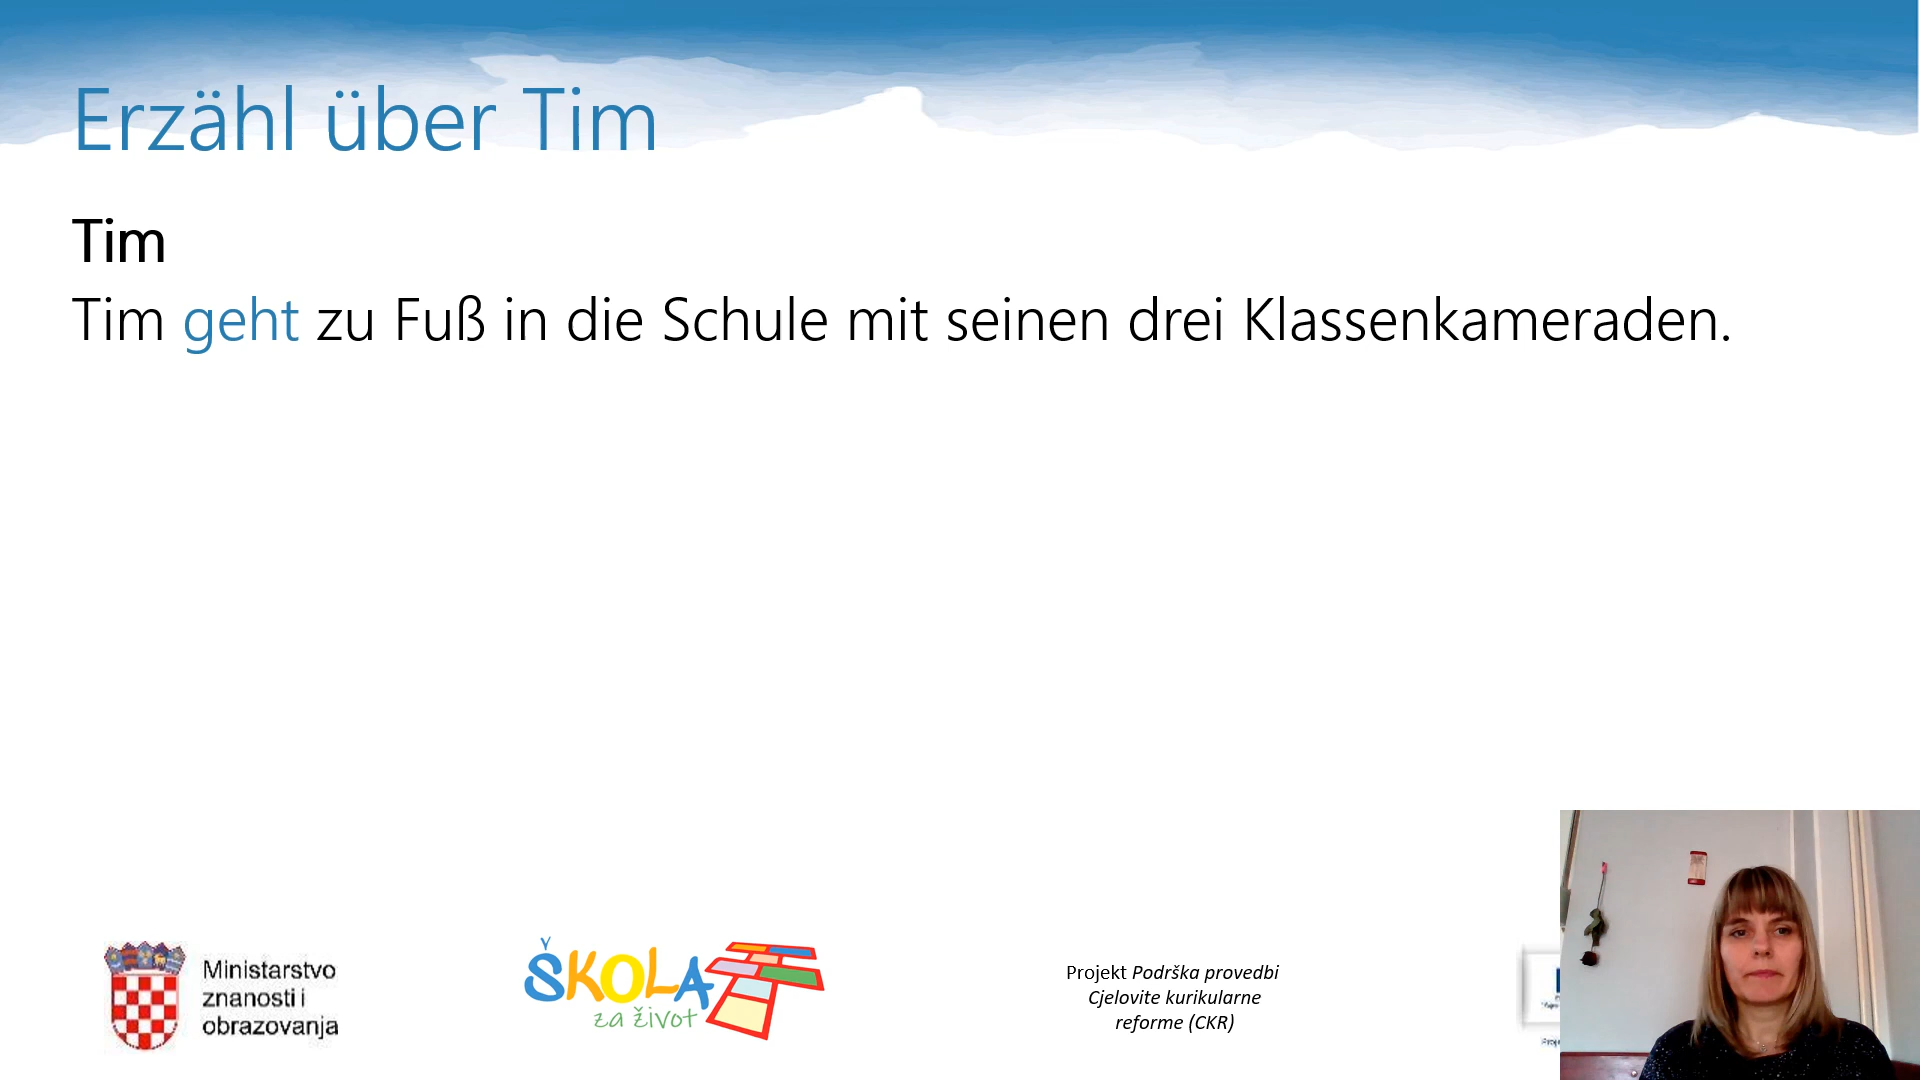 Erzähl über Tim
Tim
Tim geht zu Fuß in die Schule mit seinen drei Klassenkameraden.
Ministarstvo
znanosti i
obrazovanja
ŠKOLA
za život
Projekt Podrška provedbi
Cjelovite kurikularne
reforme (CKR)